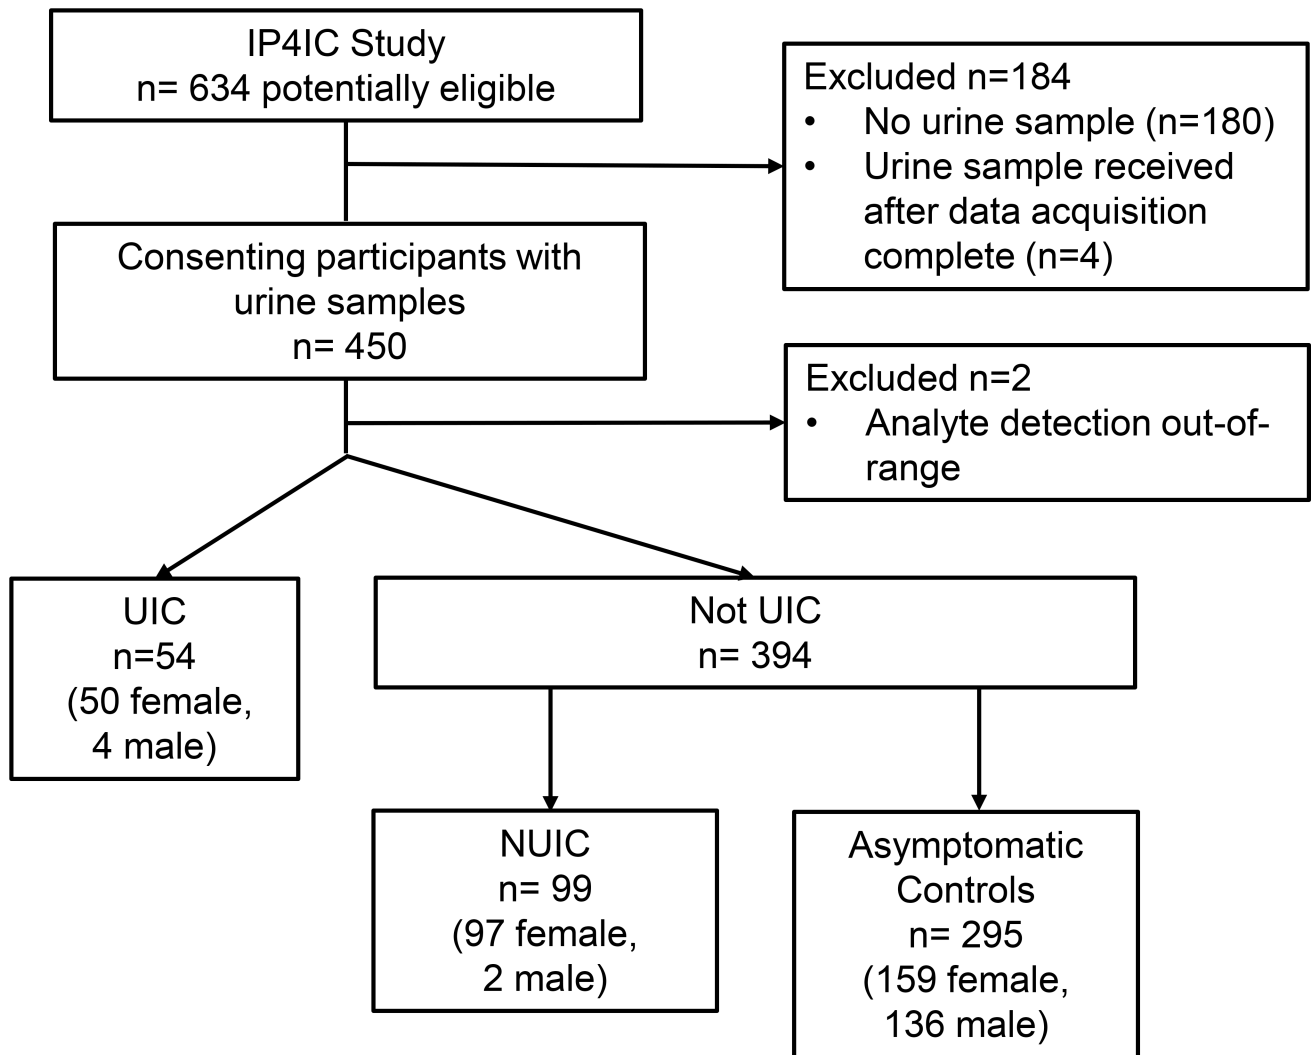 IP4IC Study
n= 634 potentially eligible
Excluded n=184
• No urine sample (n=180)
• Urine sample received
after data acquisition
complete (n=4)
Consenting participants with
urine samples
n= 450
Excluded n=2
• Analyte detection out-of-
range
UIC
n=54
(50 female,
4 male)
Not UIC
n= 394
NUIC
n= 99
(97 female,
2 male)
Asymptomatic
Controls
n= 295
(159 female,
136 male)